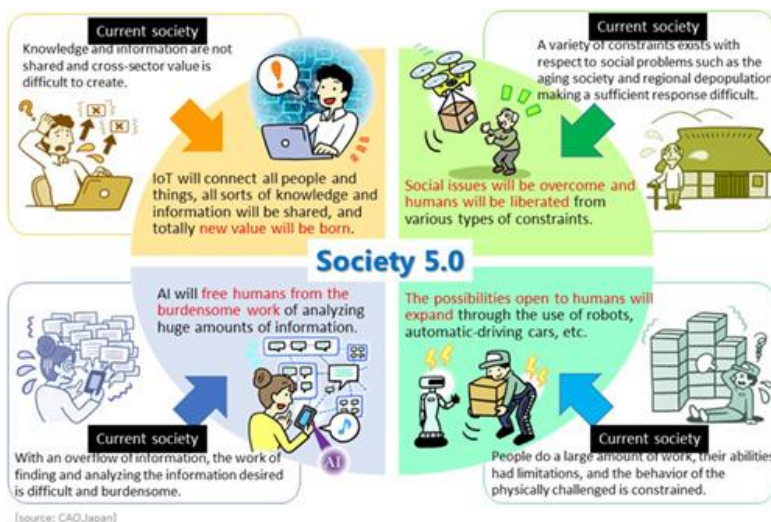 Current society
Knowledge and information are not
shared and cross-sector value is
difficult to create.
IoT will connect all people and
things, all sorts of knowledge and
information will be shared, and
totally new value will be born.
Current society
A variety of constraints exists with
respect to social problems such as the
aging society and regional depopulation
making a sufficient response difficult.
Social issues will be overcome and
humans will be liberated from
various types of constraints.
Society 5.0
AI will free humans from the
burdensome work of analyzing
huge amounts of information.
AI
Current society
With an overflow of information, the work of
finding and analyzing the information desired
is difficult and burdensome.
The possibilities open to humans will
expand through the use of robots,
automatic-driving cars, etc.
Current society
People do a large amount of work, their abilities
had limitations, and the behavior of the
physically challenged is constrained.
[source: CAO,Japan]